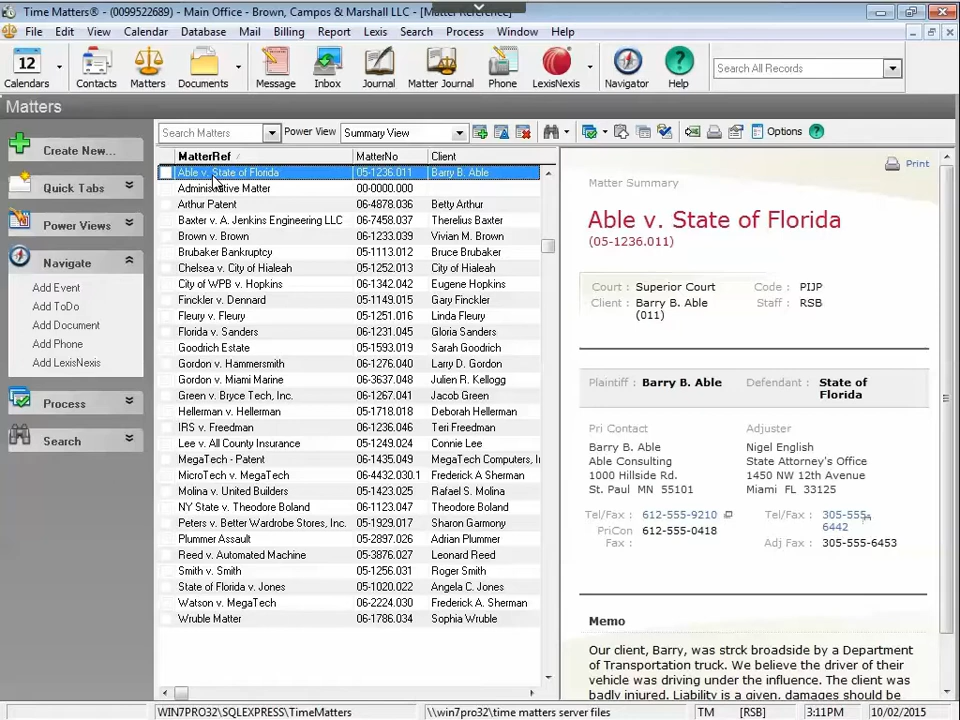 Time Matters® - (0099522689) - Main Office - Brown, Campos & Marshall LLC - [Matter Reference]
File Edit View Calendar Database Mail Billing Report Lexis Search Process Window Help
12
Calendars Contacts Matters Documents Message Inbox Journal Matter Journal Phone LexisNexis Navigator Help
Search All Records
Matters
Create New...
Quick Tabs
Power Views
Navigate
Add Event
Add ToDo
Add Document
Add Phone
Add LexisNexis
Process
Search
Search Matters Power View Summary View Options
MatterRef MatterNo Client
Able v. State of Florida 05-1236.011 Barry B. Able
Administrative Matter 00-0000.000
Arthur Patent 06-4878.036 Betty Arthur
Baxter v. A. Jenkins Engineering LLC 06-7458.037 Therelius Baxter
Brown v. Brown 06-1233.039 Vivian M. Brown
Brubaker Bankruptcy 05-1113.012 Bruce Brubaker
Chelsea v. City of Hialeah 05-1252.013 City of Hialeah
City of WPB v. Hopkins 06-1342.042 Eugene Hopkins
Finckler v. Dennard 05-1149.015 Gary Finckler
Fleury v. Fleury 05-1251.016 Linda Fleury
Florida v. Sanders 06-1231.045 Gloria Sanders
Goodrich Estate 05-1593.019 Sarah Goodrich
Gordon v. Hammersmith 06-1276.040 Larry D. Gordon
Gordon v. Miami Marine 06-3637.048 Julien R. Kellogg
Green v. Bryce Tech, Inc. 06-1267.041 Jacob Green
Hellerman v. Hellerman 05-1718.018 Deborah Hellerman
IRS v. Freedman 06-1236.046 Teri Freedman
Lee v. All County Insurance 05-1249.024 Connie Lee
MegaTech - Patent 06-1435.049 MegaTech Computers, I
MicroTech v. MegaTech 06-4432.030.1 Frederick A Sherman
Molina v. United Builders 05-1423.025 Rafael S. Molina
NY State v. Theodore Boland 06-1123.047 Theodore Boland
Peters v. Better Wardrobe Stores, Inc. 05-1929.017 Sharon Garmony
Plummer Assault 05-2897.026 Adrian Plummer
Reed v. Automated Machine 05-3876.027 Leonard Reed
Smith v. Smith 05-1256.031 Roger Smith
State of Florida v. Jones 05-1020.022 Angela C. Jones
Watson v. MegaTech 06-2224.030 Frederick A. Sherman
Wruble Matter 06-1786.034 Sophia Wruble
Print
Matter Summary
Able v. State of Florida
(05-1236.011)
Court : Superior Court Code : PIJP
Client : Barry B. Able Staff : RSB
(011)
Plaintiff : Barry B. Able Defendant : State of
Florida
Pri Contact Adjuster
Barry B. Able Nigel English
Able Consulting State Attorney's Office
1000 Hillside Rd. 1450 NW 12th Avenue
St. Paul MN 55101 Miami FL 33125
Tel/Fax : 612-555-9210 Tel/Fax : 305-555-
6442
PriCon 612-555-0418
Fax : Adj Fax : 305-555-6453
Memo
Our client, Barry, was strck broadside by a Department
of Transportation truck. We believe the driver of their
vehicle was driving under the influence. The client was
badly injured. Liability is a given, damages should be
WIN7PRO32\SQLEXPRESS\TimeMatters \\win7pro32\time matters server files TM [RSB] 3:11PM 10/02/2015